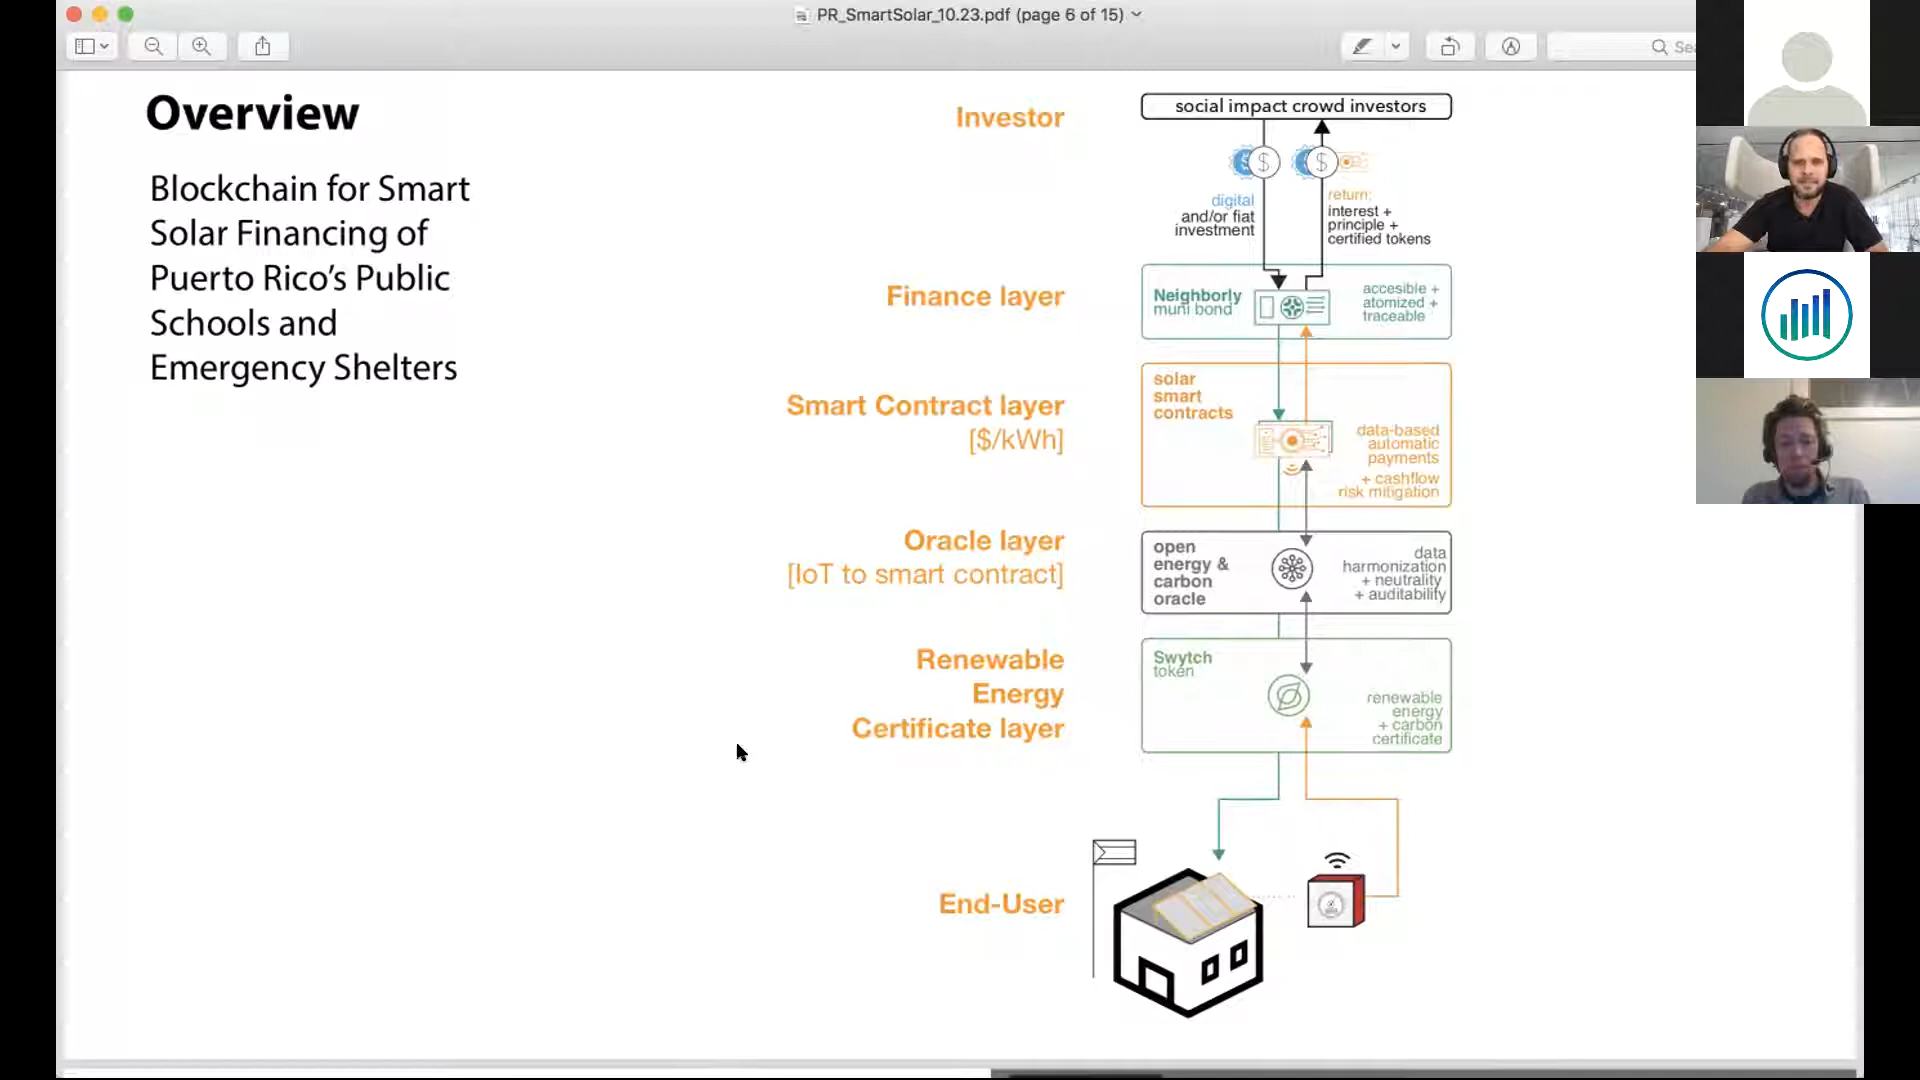 PR_SmartSolar_10.23.pdf (page 6 of 15)
Overview
Blockchain for Smart
Solar Financing of
Puerto Rico’s Public
Schools and
Emergency Shelters
Investor
social impact crowd investors
$
$
digital
and/or fiat
investment
return:
interest +
principle +
certified tokens
Finance layer
Neighborly
muni bond
accesible +
atomized +
traceable
Smart Contract layer
[$/kWh]
solar
smart
contracts
data-based
automatic
payments
+ cashflow
risk mitigation
Oracle layer
[IoT to smart contract]
open
energy &
carbon
oracle
data
harmonization
+ neutrality
+ auditability
Renewable
Energy
Certificate layer
Swytch
token
renewable
energy
+ carbon
certificate
End-User